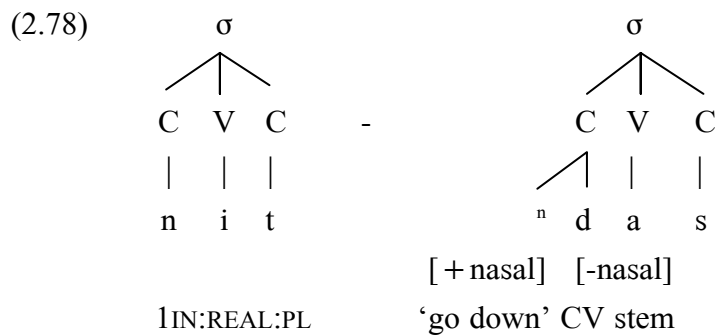 (2.78) σ σ
C V C - C V C
| | | | |
n i t ⁿ d a s
[+nasal] [-nasal]
1IN:REAL:PL ‘go down’ CV stem